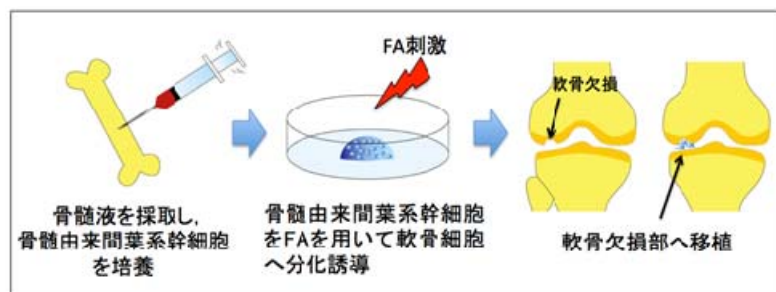 骨髄液を採取し,
骨髄由来間葉系幹細胞
を培養
FA刺激
骨髄由来間葉系幹細胞
をFAを用いて軟骨細胞
へ分化誘導
軟骨欠損
軟骨欠損部へ移植